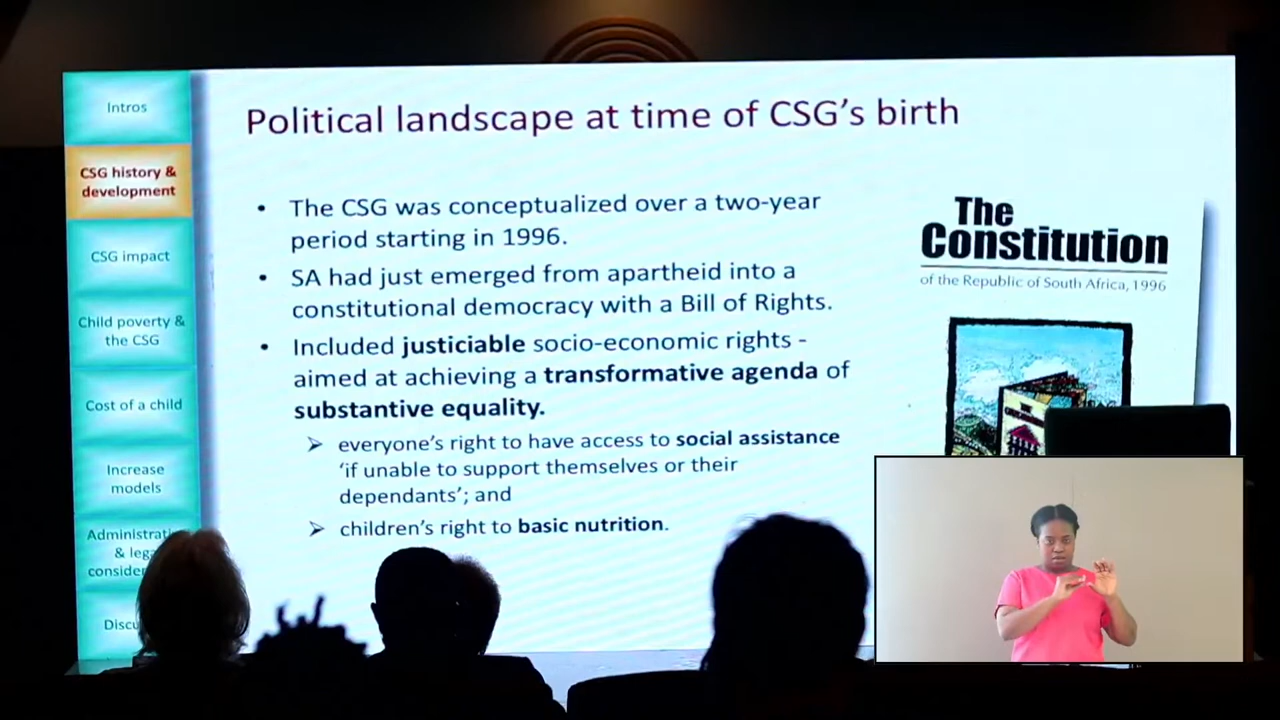 Intros
CSG history &
development
CSG impact
Child poverty &
the CSG
Cost of a child
Increase
models
& 
Political landscape at time of CSG's birth
• The CSG was conceptualized over a two-year
period starting in 1996.
• SA had just emerged from apartheid into a
constitutional democracy with a Bill of Rights.
• Included justiciable socio-economic rights -
aimed at achieving a transformative agenda of
substantive equality.
➢ everyone's right to have access to social assistance
'if unable to support themselves or their
dependants'; and
➢ children's right to basic nutrition.
The
Constitution
of the Republic of South Africa, 1996